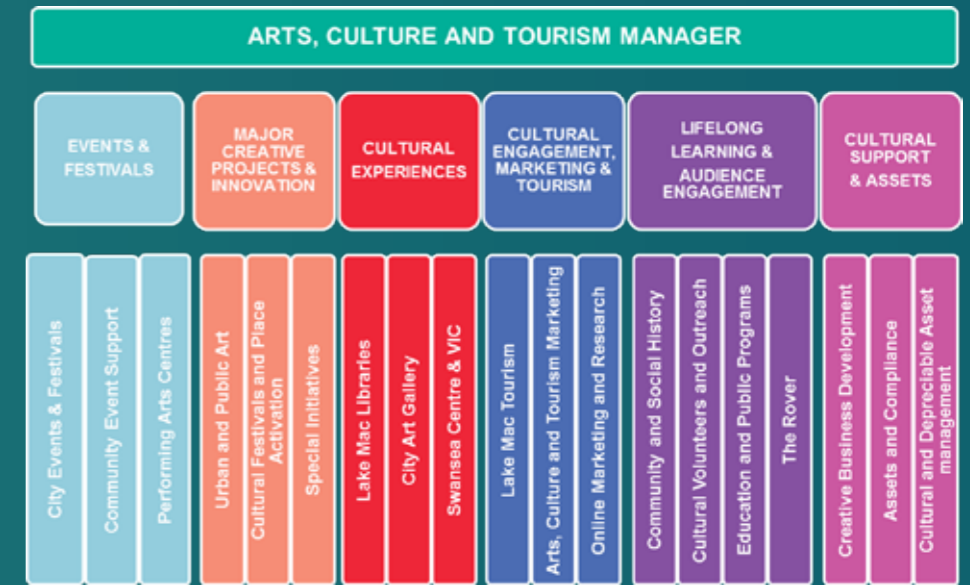 ARTS, CULTURE AND TOURISM MANAGER
EVENTS &
FESTIVALS
MAJOR
CREATIVE
PROJECTS &
INNOVATION
CULTURAL
EXPERIENCES
CULTURAL
ENGAGEMENT,
MARKETING &
TOURISM
LIFELONG
LEARNING &
AUDIENCE
ENGAGEMENT
CULTURAL
SUPPORT
& ASSETS
City Events & Festivals
Community Event Support
Performing Arts Centres
Urban and Public Art
Cultural Festivals and Place
Activation
Special Initiatives
Lake Mac Libraries
City Art Gallery
Swansea Centre & VIC
Lake Mac Tourism
Arts, Culture and Tourism Marketing
Online Marketing and Research
Community and Social History
Cultural Volunteers and Outreach
Education and Public Programs
The Rover
Creative Business Development
Assets and Compliance
Cultural and Depreciable Asset
management